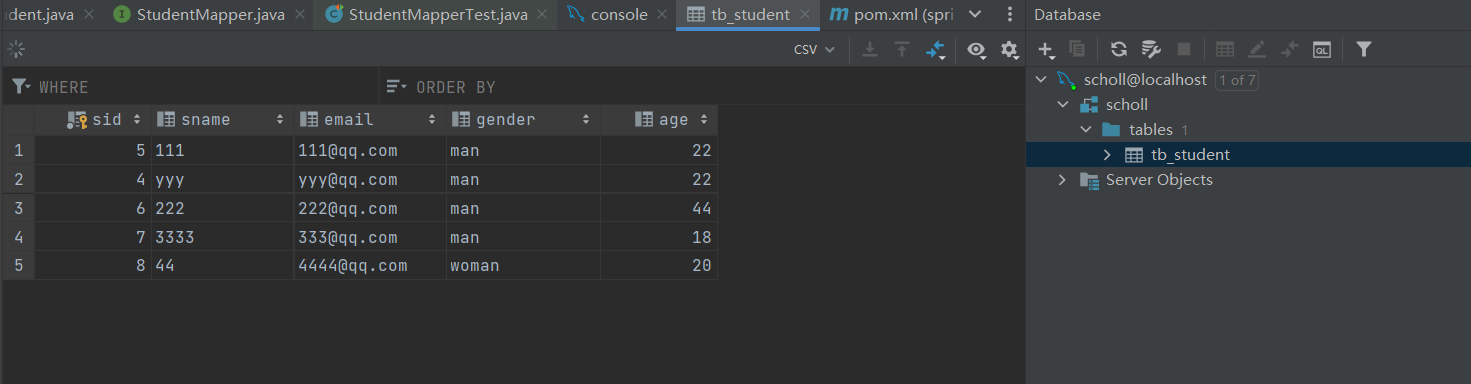 dent.java StudentMapper.java StudentMapperTest.java console tb_student pom.xml (spri Database
CSV
WHERE ORDER BY
scholl@localhost 1 of 7
scholl
tables 1
tb_student
Server Objects
sid sname email gender age
1 5 111 111@qq.com man 22
2 4 yyy yyy@qq.com man 22
3 6 222 222@qq.com man 44
4 7 3333 333@qq.com man 18
5 8 44 4444@qq.com woman 20